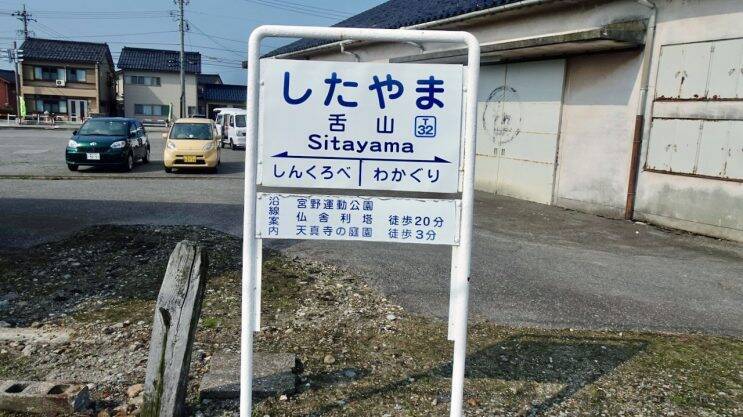 したやま
舌山
T
32
Sitayama
しんくろべ わかぐり
沿線案内
宮野運動公園
仏舎利塔 徒歩20分
天真寺の庭園 徒歩3分